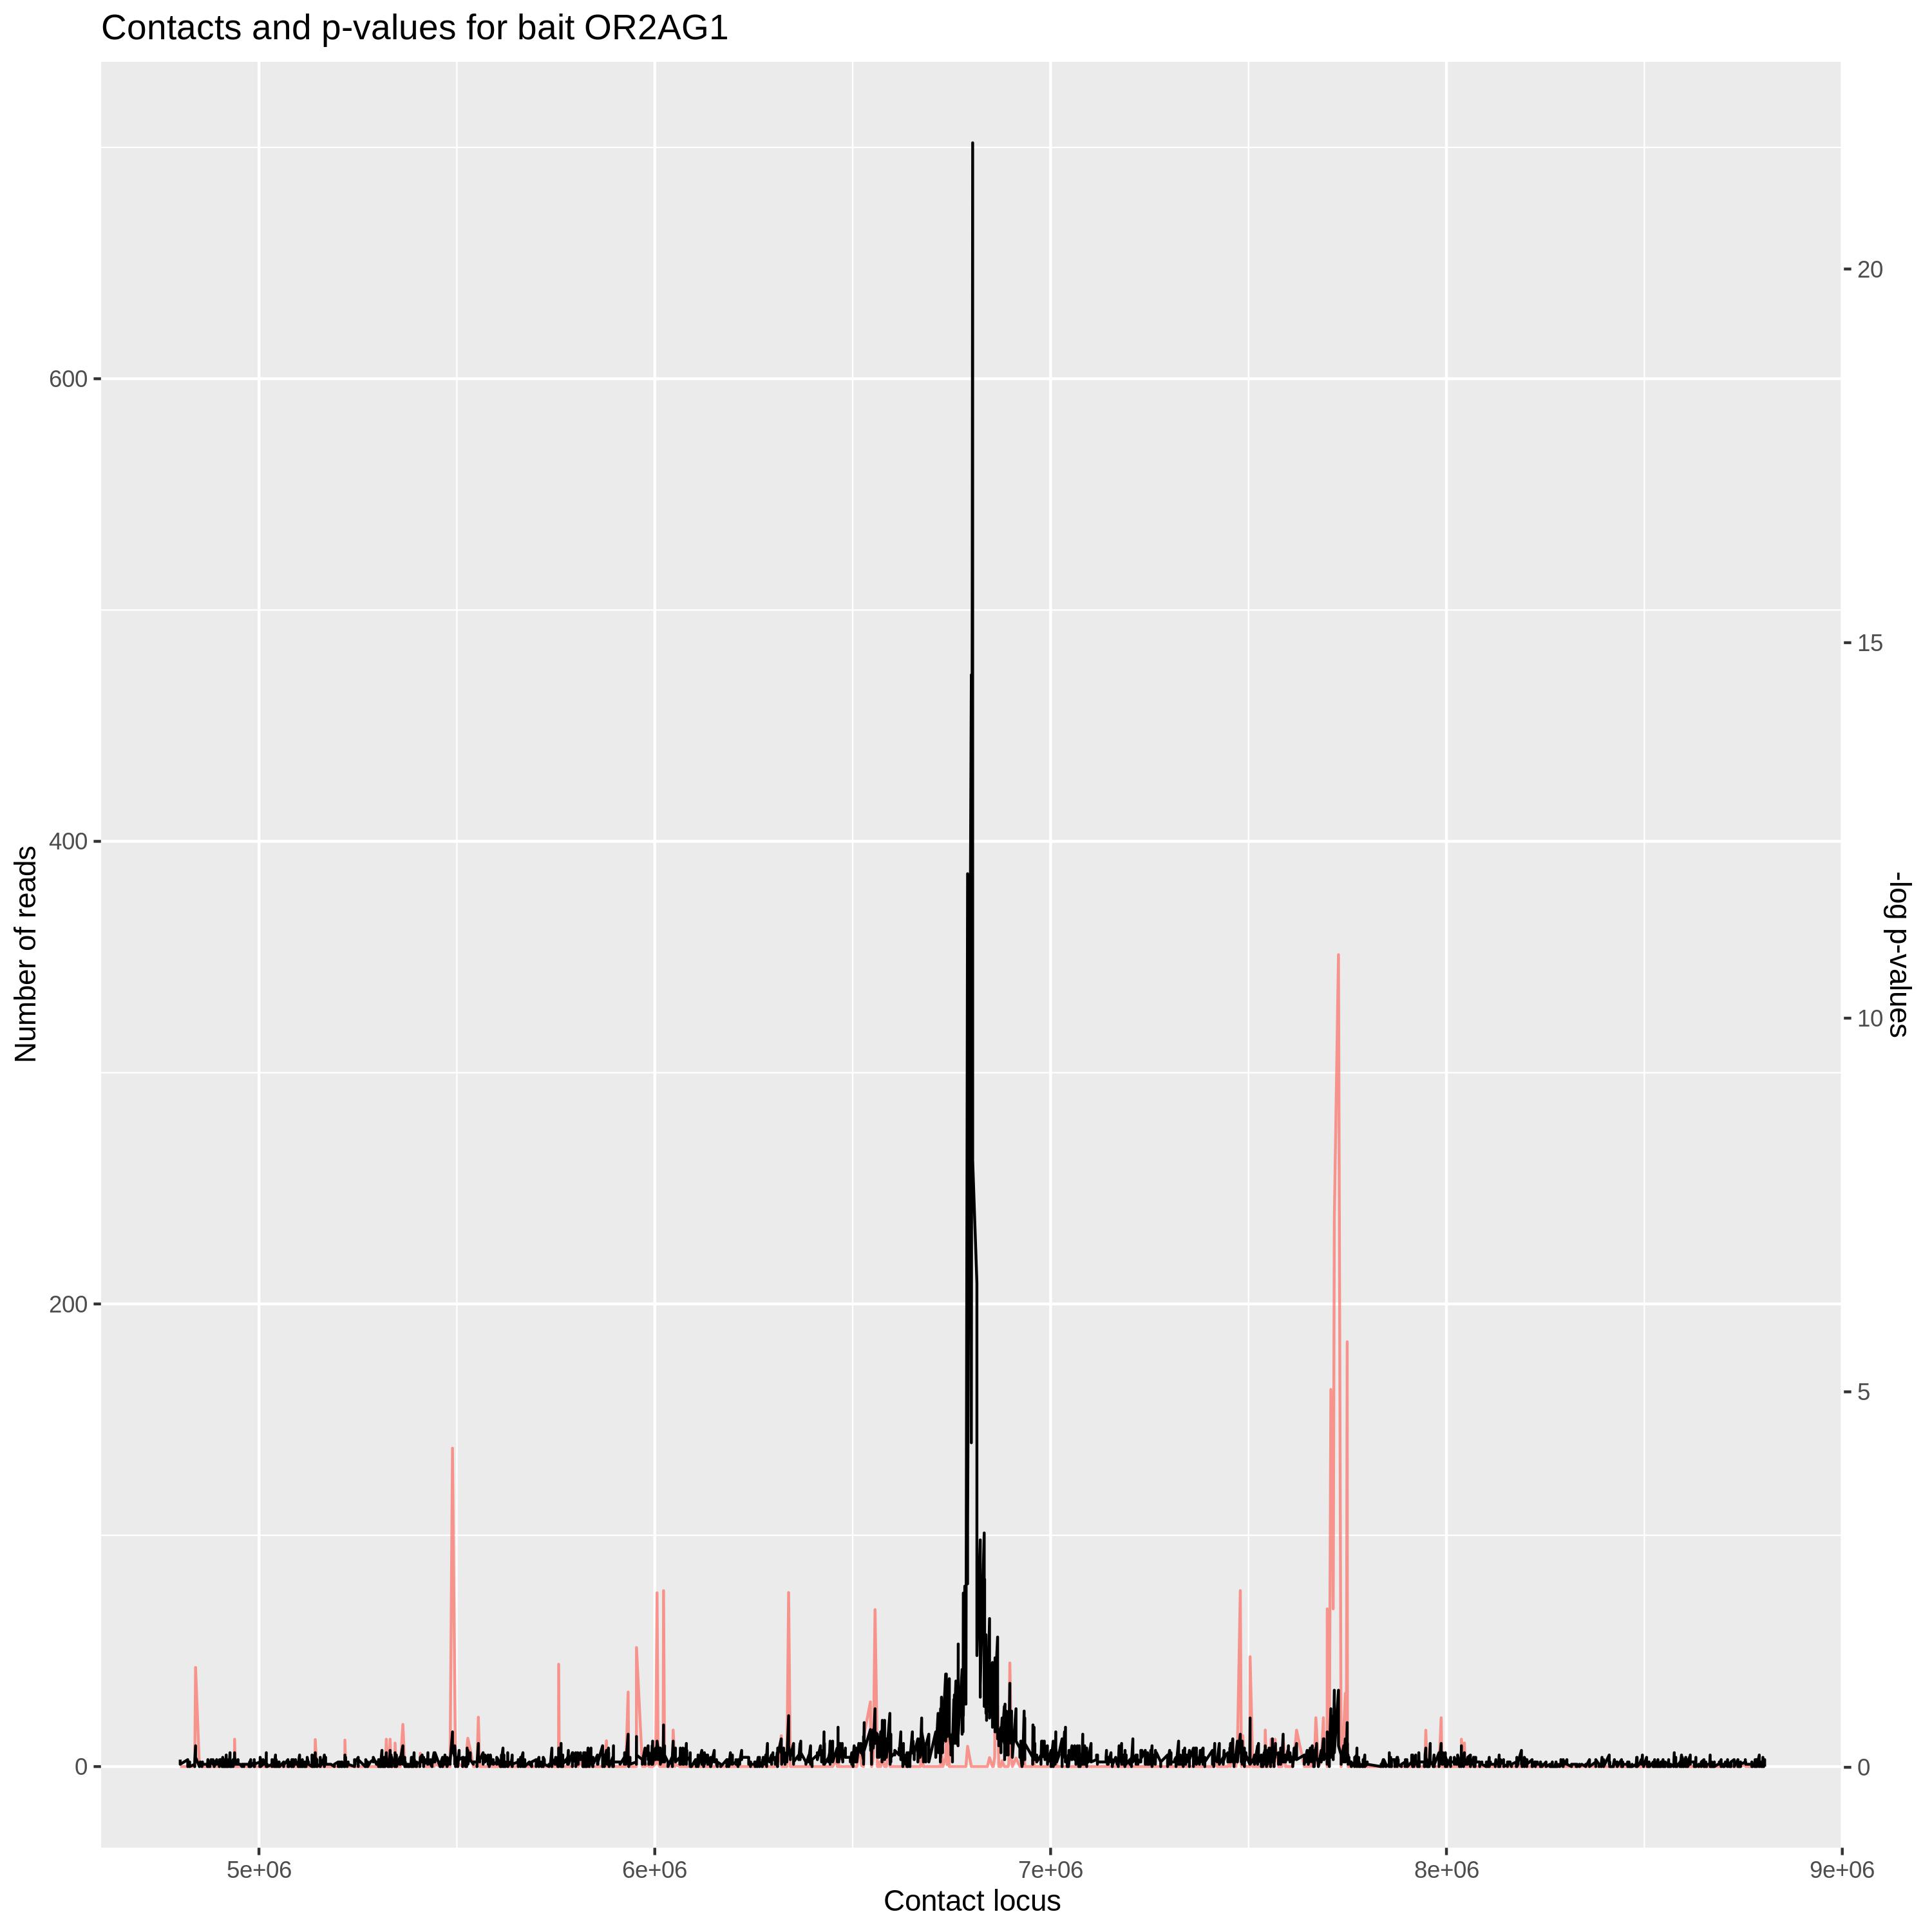 Contacts and p-values for bait OR2AG1
600
400
200
0
Number of reads
20
15
10
5
0
-log p-values
5e+06
6e+06
7e+06
8e+06
9e+06
Contact locus